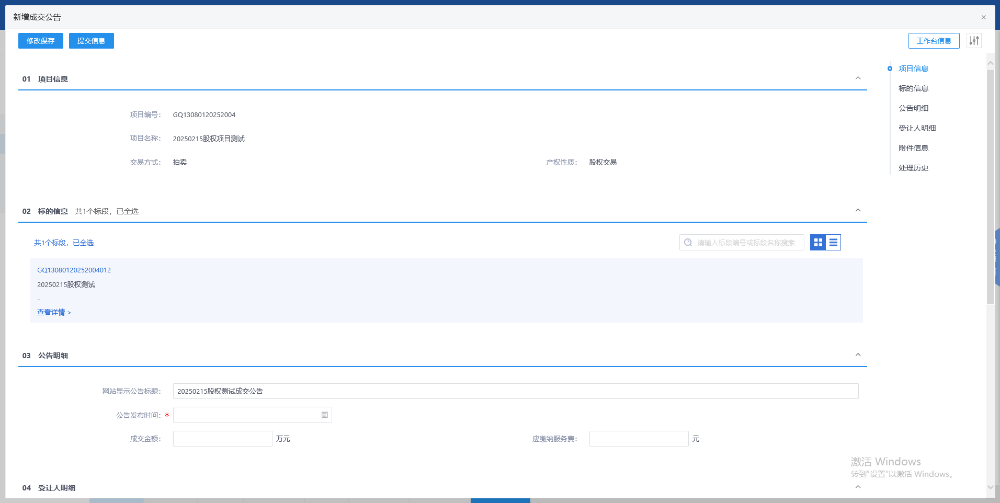 新增成交公告
×
修改保存
提交信息
工作台信息
01 项目信息
项目编号： GQ13080120252004
项目名称： 20250215股权项目测试
交易方式： 拍卖
产权性质： 股权交易
02 标的信息 共1个标段，已全选
共1个标段，已全选
请输入标段编号或标段名称搜索
GQ13080120252004012
20250215股权测试
-
查看详情 >
03 公告明细
网站显示公告标题： 20250215股权测试成交公告
公告发布时间： *
成交金额： 万元
应缴纳服务费： 元
04 受让人明细
项目信息
标的信息
公告明细
受让人明细
附件信息
处理历史
激活 Windows
转到“设置”以激活 Windows。